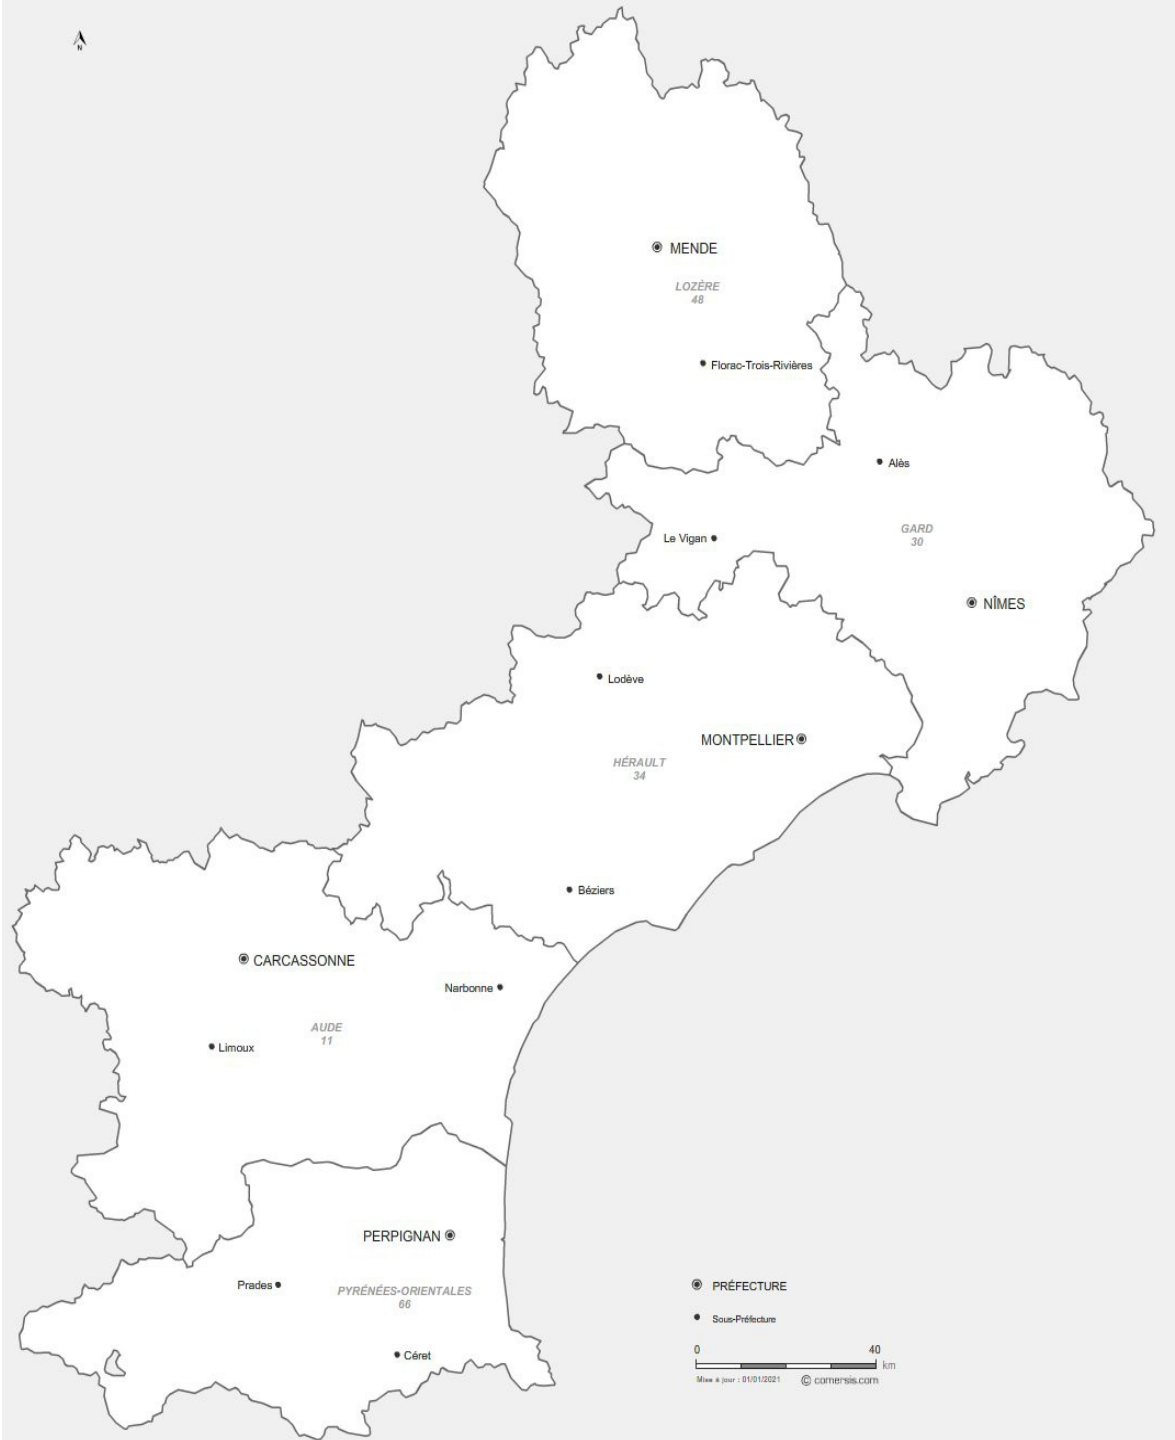 N
MENDE
LOZÈRE
48
Florac-Trois-Rivières
Alès
GARD
30
Le Vigan
NÎMES
Lodève
MONTPELLIER
HÉRAULT
34
Béziers
CARCASSONNE
Narbonne
AUDE
11
Limoux
PERPIGNAN
Prades
PYRÉNÉES-ORIENTALES
66
Céret
PRÉFECTURE
Sous-Préfecture
0 40
km
Mise à jour : 01/01/2021 © comersis.com